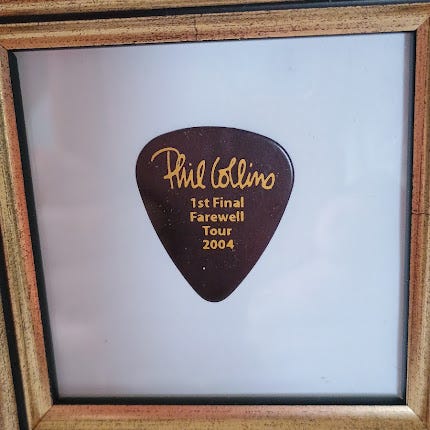 Phil Collins
1st Final
Farewell
Tour
2004